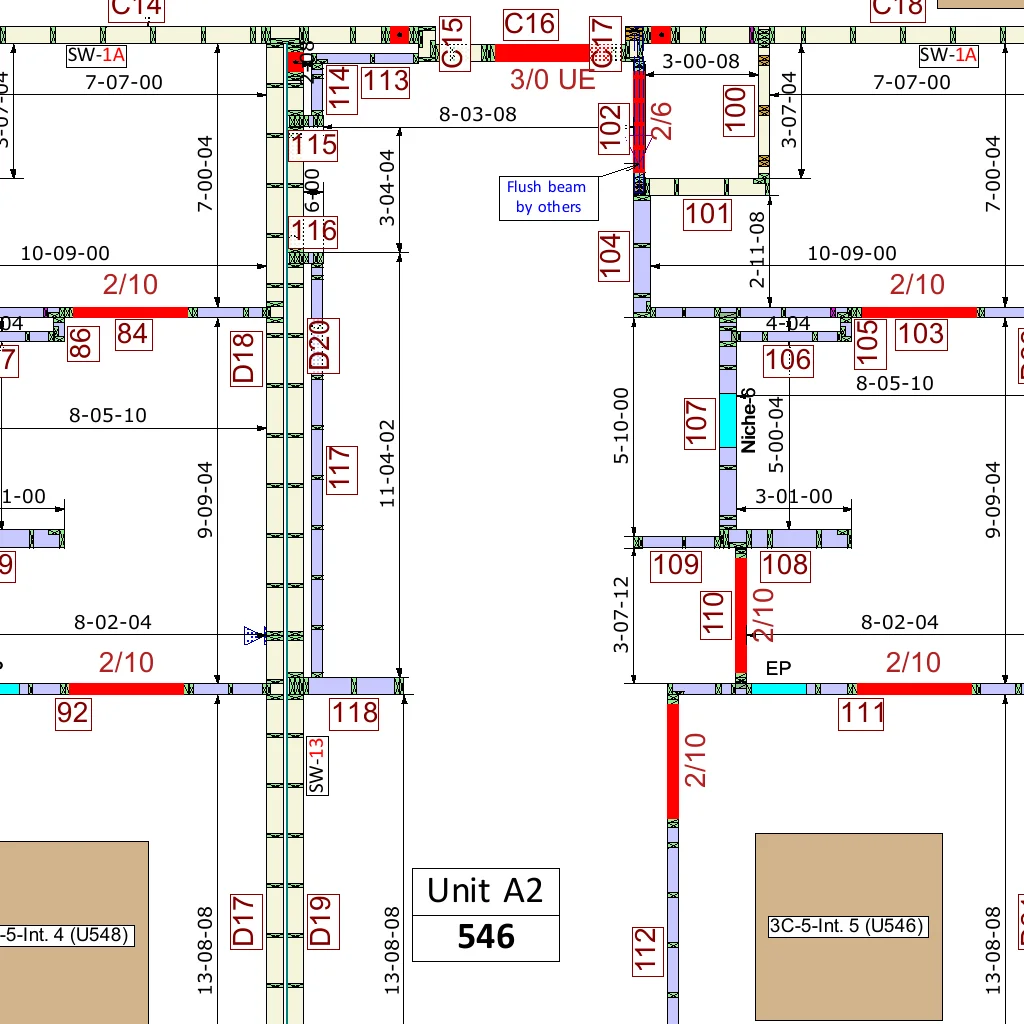 C14
C15
C16
C17
C18
SW-1A
3/0 UE
SW-1A
7-07-00
114
113
3-00-08
7-07-00
8-03-08
102
2/6
100
3-07-04
115
7-00-04
3-04-04
Flush beam
by others
7-00-04
116
101
10-09-00
104
2-11-08
10-09-00
2/10
2/10
86
84
D18
D20
4-04
106
105
103
8-05-10
8-05-10
107
Niche-6
5-00-04
5-10-00
117
11-04-02
9-09-04
1-00
3-01-00
9-09-04
109
108
110
2/10
3-07-12
8-02-04
8-02-04
2/10
EP
2/10
92
118
111
SW-13
2/10
Unit A2
546
D17
D19
112
-5-Int. 4 (U548)
3C-5-Int. 5 (U546)
13-08-08
13-08-08
13-08-08